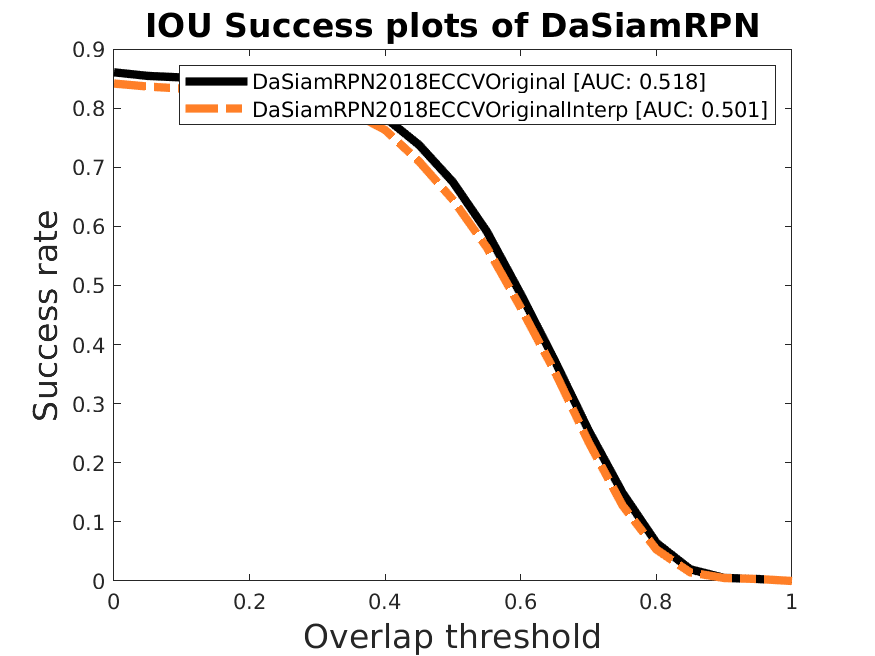 IOU Success plots of DaSiamRPN
DaSiamRPN2018ECCVOriginal [AUC: 0.518]
DaSiamRPN2018ECCVOriginalInterp [AUC: 0.501]
Success rate
0.9
0.8
0.7
0.6
0.5
0.4
0.3
0.2
0.1
0
0 0.2 0.4 0.6 0.8 1
Overlap threshold